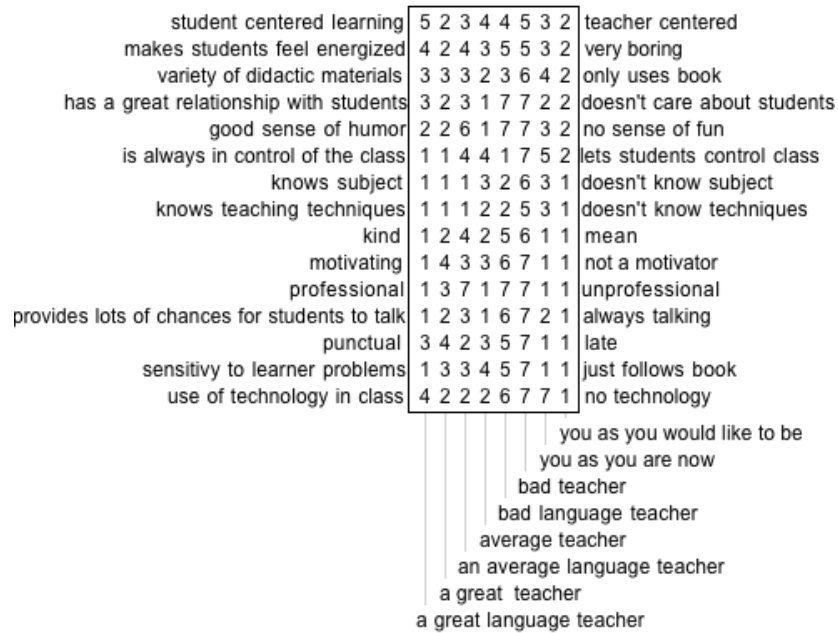 student centered learning 5 2 3 4 4 5 3 2 teacher centered
makes students feel energized 4 2 4 3 5 5 3 2 very boring
variety of didactic materials 3 3 3 2 3 6 4 2 only uses book
has a great relationship with students 3 2 3 1 7 7 2 2 doesn't care about students
good sense of humor 2 2 6 1 7 7 3 2 no sense of fun
is always in control of the class 1 1 4 4 1 7 5 2 lets students control class
knows subject 1 1 1 3 2 6 3 1 doesn't know subject
knows teaching techniques 1 1 1 2 2 5 3 1 doesn't know techniques
kind 1 2 4 2 5 6 1 1 mean
motivating 1 4 3 3 6 7 1 1 not a motivator
professional 1 3 7 1 7 7 1 1 unprofessional
provides lots of chances for students to talk 1 2 3 1 6 7 2 1 always talking
punctual 3 4 2 3 5 7 1 1 late
sensitivy to learner problems 1 3 3 4 5 7 1 1 just follows book
use of technology in class 4 2 2 2 6 7 7 1 no technology
you as you would like to be
you as you are now
bad teacher
bad language teacher
average teacher
an average language teacher
a great teacher
a great language teacher